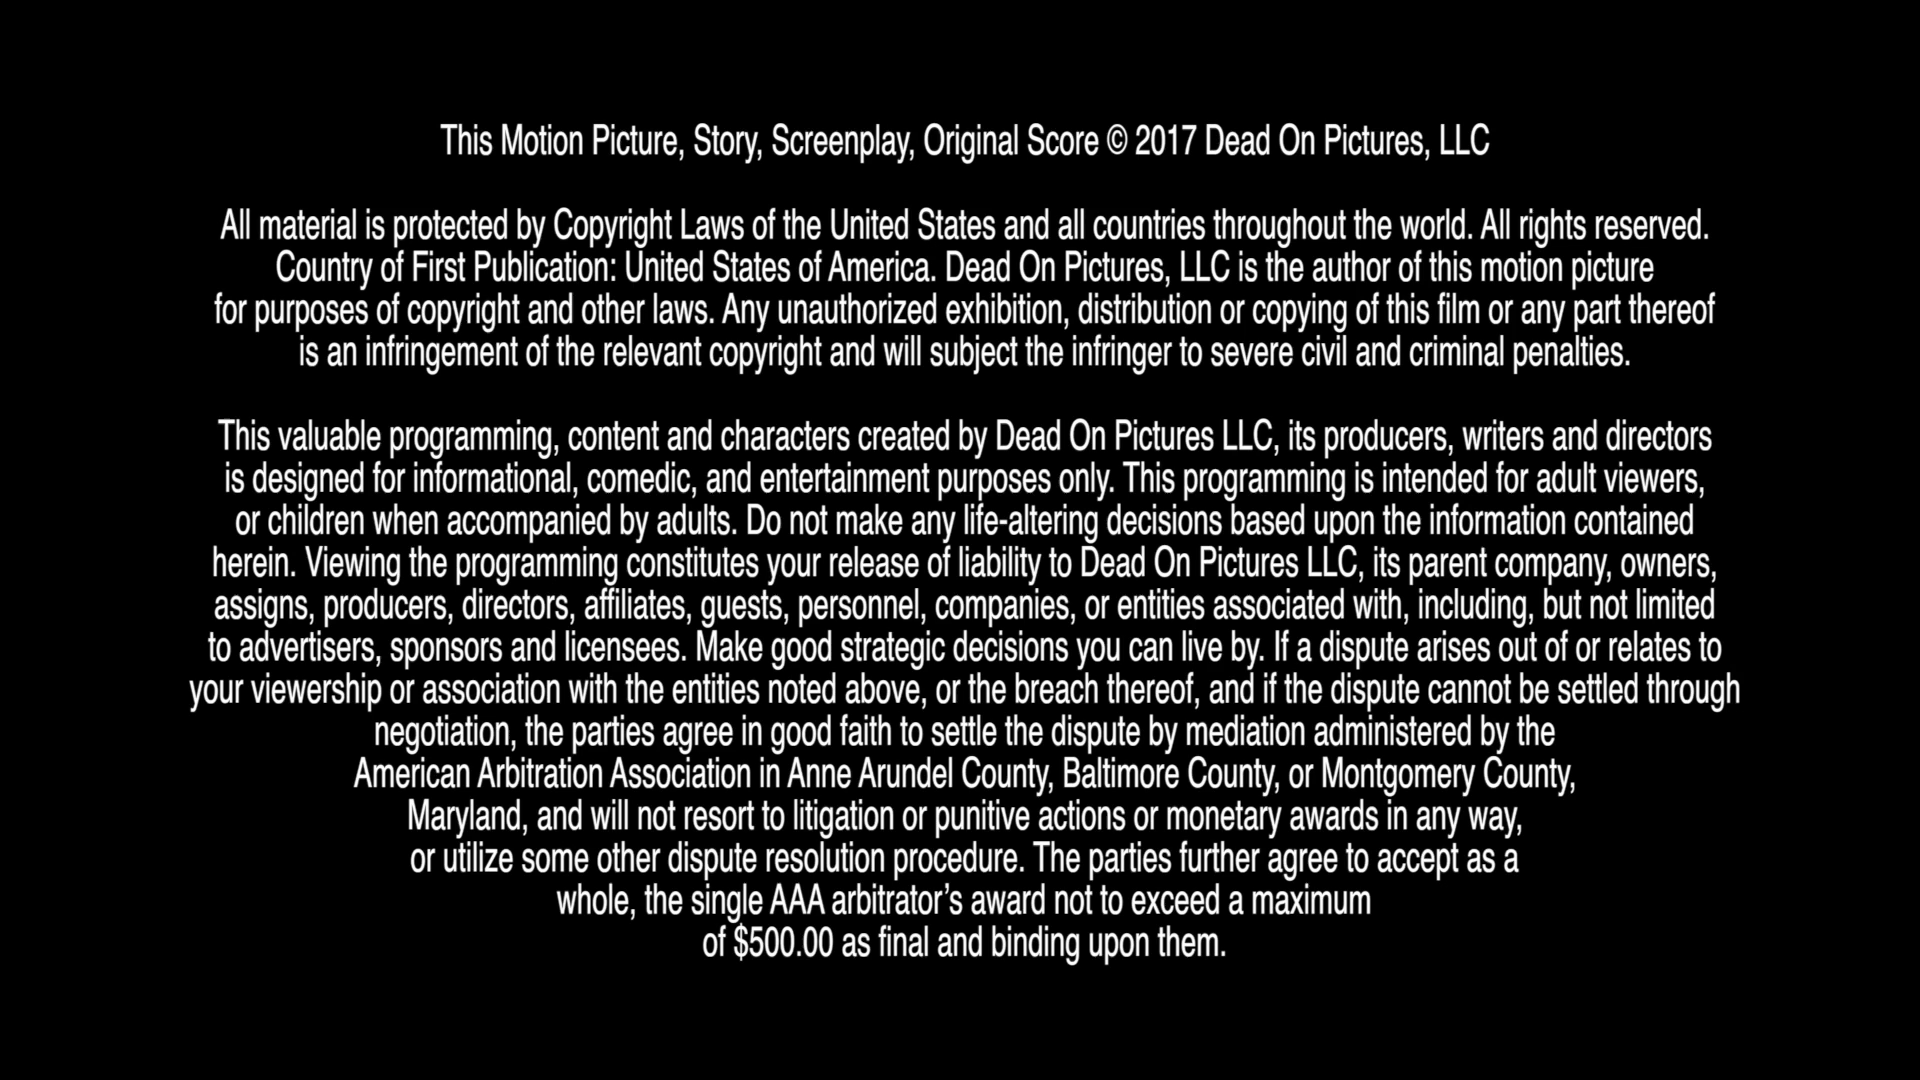 This Motion Picture, Story, Screenplay, Original Score © 2017 Dead On Pictures, LLC
All material is protected by Copyright Laws of the United States and all countries throughout the world. All rights reserved.
Country of First Publication: United States of America. Dead On Pictures, LLC is the author of this motion picture
for purposes of copyright and other laws. Any unauthorized exhibition, distribution or copying of this film or any part thereof
is an infringement of the relevant copyright and will subject the infringer to severe civil and criminal penalties.
This valuable programming, content and characters created by Dead On Pictures LLC, its producers, writers and directors
is designed for informational, comedic, and entertainment purposes only. This programming is intended for adult viewers,
or children when accompanied by adults. Do not make any life-altering decisions based upon the information contained
herein. Viewing the programming constitutes your release of liability to Dead On Pictures LLC, its parent company, owners,
assigns, producers, directors, affiliates, guests, personnel, companies, or entities associated with, including, but not limited
to advertisers, sponsors and licensees. Make good strategic decisions you can live by. If a dispute arises out of or relates to
your viewership or association with the entities noted above, or the breach thereof, and if the dispute cannot be settled through
negotiation, the parties agree in good faith to settle the dispute by mediation administered by the
American Arbitration Association in Anne Arundel County, Baltimore County, or Montgomery County,
Maryland, and will not resort to litigation or punitive actions or monetary awards in any way,
or utilize some other dispute resolution procedure. The parties further agree to accept as a
whole, the single AAA arbitrator’s award not to exceed a maximum
of $500.00 as final and binding upon them.